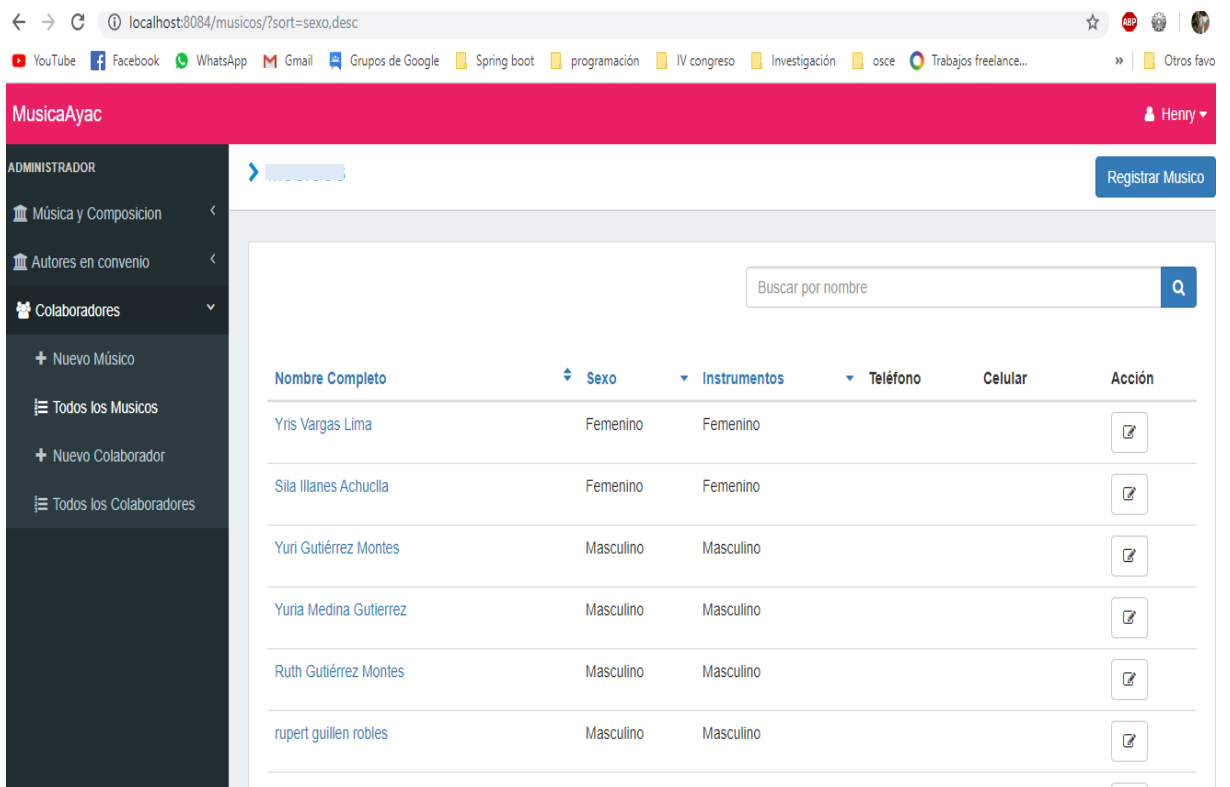 localhost:8084/musicos/?sort=sexo,desc
ABP
YouTube Facebook WhatsApp Gmail Grupos de Google Spring boot programación IV congreso Investigación osce Trabajos freelance... » Otros favo
MusicaAyac
Henry
ADMINISTRADOR
Registrar Musico
Música y Composicion
Autores en convenio
Colaboradores
Nuevo Músico
Todos los Musicos
Nuevo Colaborador
Todos los Colaboradores
Buscar por nombre
Nombre Completo Sexo Instrumentos Teléfono Celular Acción
Yris Vargas Lima Femenino Femenino
Sila Illanes Achuclla Femenino Femenino
Yuri Gutiérrez Montes Masculino Masculino
Yuria Medina Gutierrez Masculino Masculino
Ruth Gutiérrez Montes Masculino Masculino
rupert guillen robles Masculino Masculino